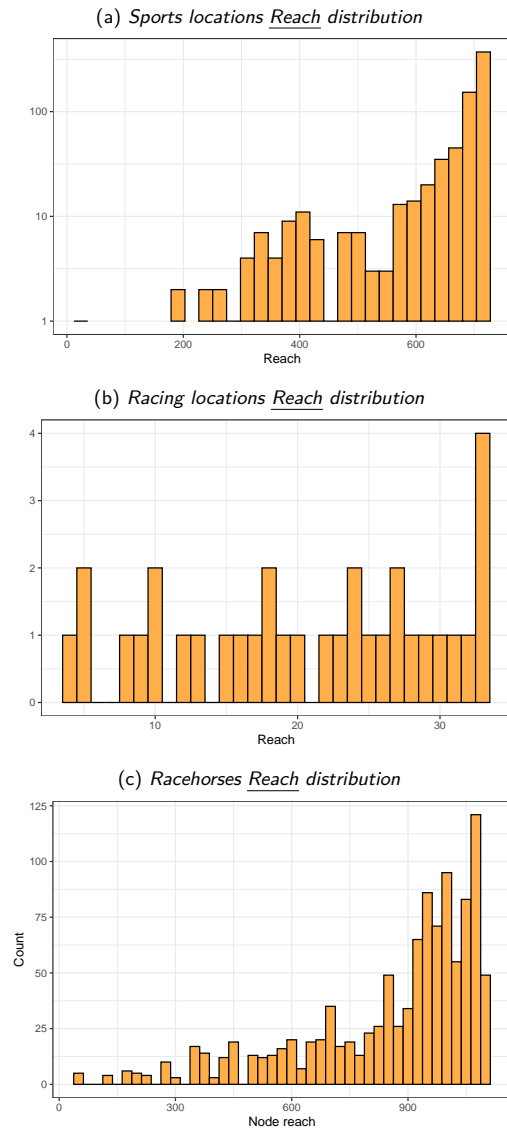 (a) Sports locations Reach distribution
100
10
1
0 200 400 600
Reach
(b) Racing locations Reach distribution
4
3
2
1
0
10 20 30
Reach
(c) Racehorses Reach distribution
125
100
75
50
25
0
Count
0 300 600 900
Node reach